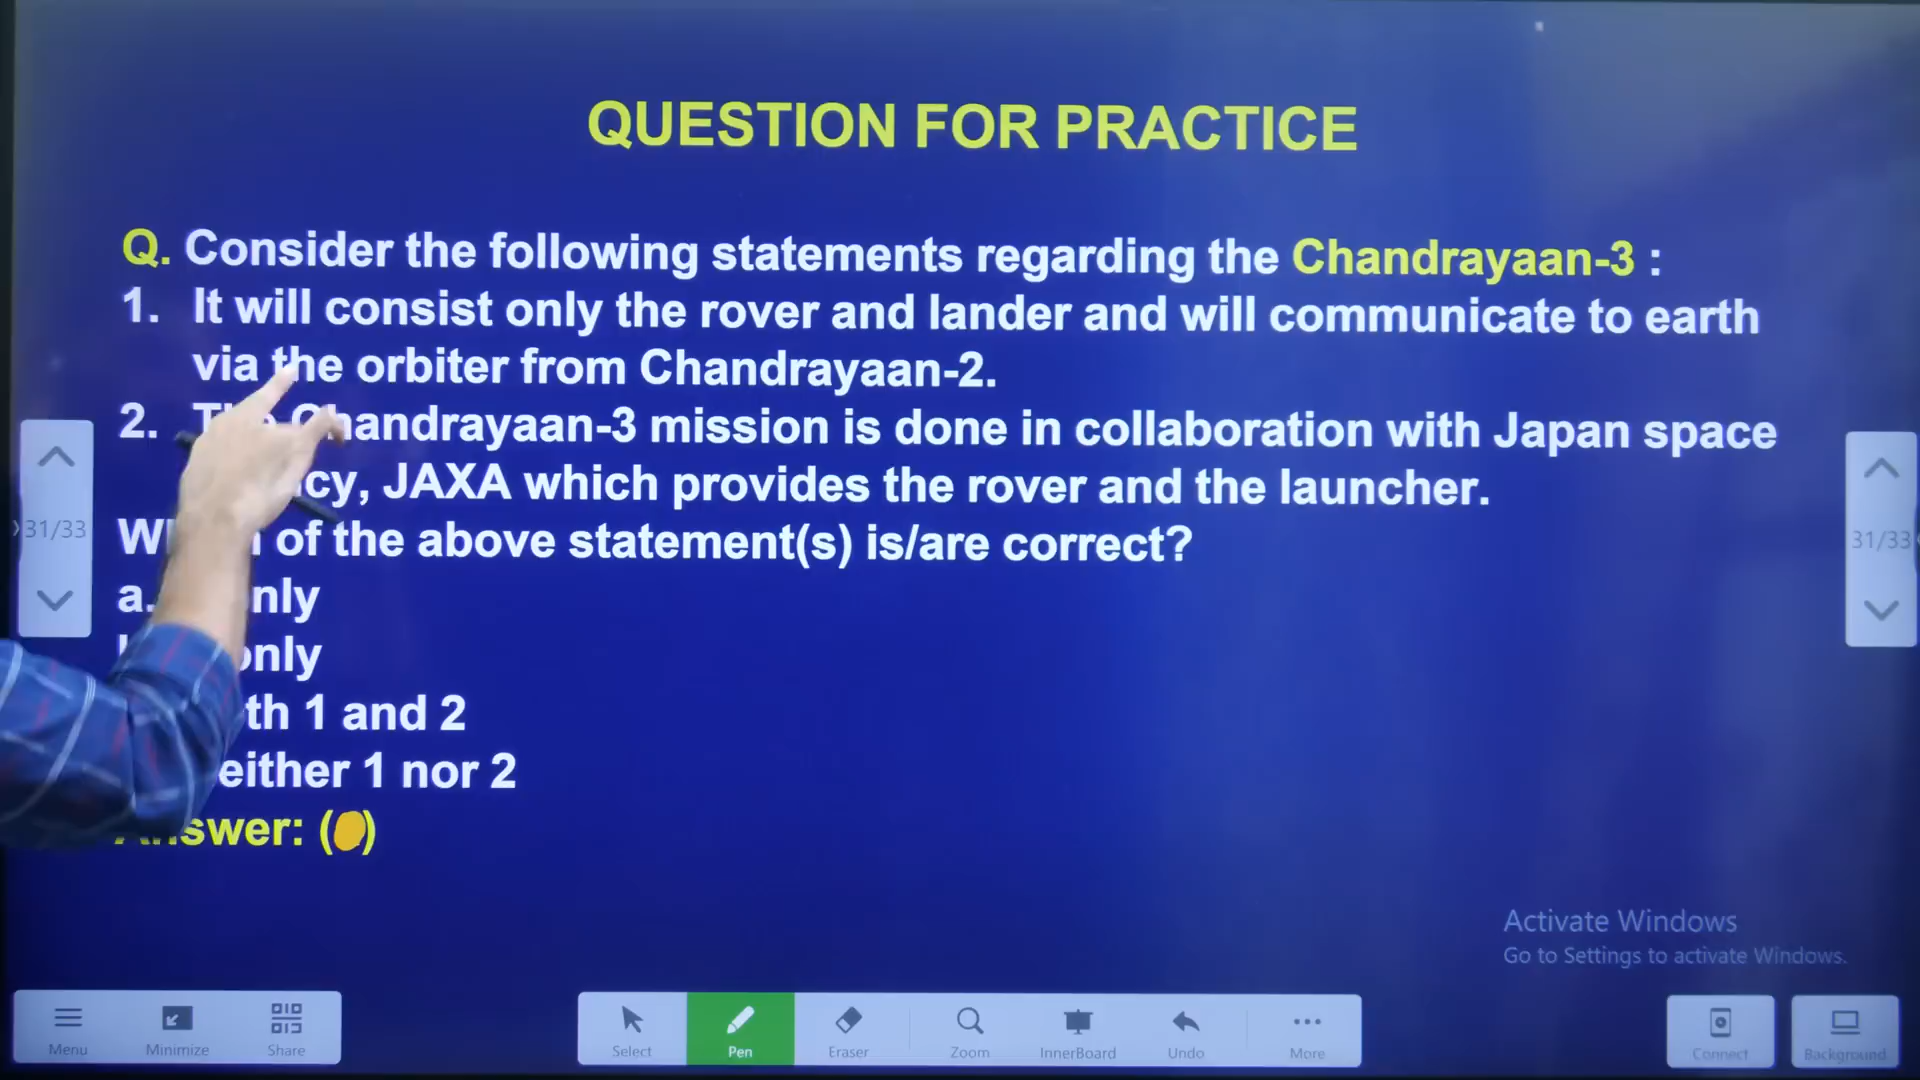 QUESTION FOR PRACTICE
Q. Consider the following statements regarding the Chandrayaan-3 :
1. It will consist only the rover and lander and will communicate to earth
via the orbiter from Chandrayaan-2.
2. The Chandrayaan-3 mission is done in collaboration with Japan space
cy, JAXA which provides the rover and the launcher.
of the above statement(s) is/are correct?
a. nly
only
th 1 and 2
either 1 nor 2
Answer: ( )
31/33
31/33
Activate Windows
Go to Settings to activate Windows.
Menu Minimize Share Select Pen Eraser Zoom InnerBoard Undo More Connect Background